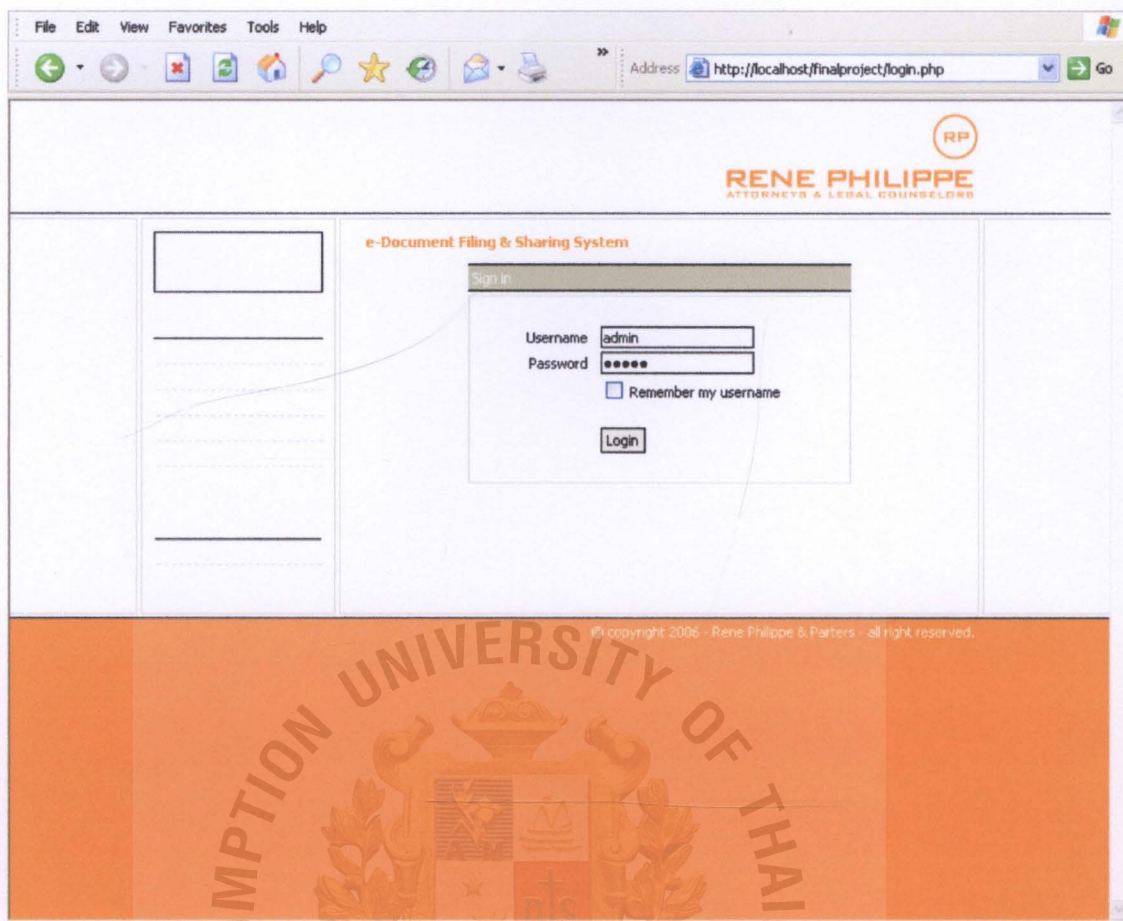 File Edit View Favorites Tools Help
Address http://localhost/finalproject/login.php Go
RP
RENE PHILIPPE
ATTORNEYS & LEGAL COUNSELORS
e-Document Filing & Sharing System
Sign in
Username admin
Password •••••
Remember my username
Login
© copyright 2006 - Rene Philippe & Parters - all right reserved.
MPTION UNIVERSITY OF THAI
DS